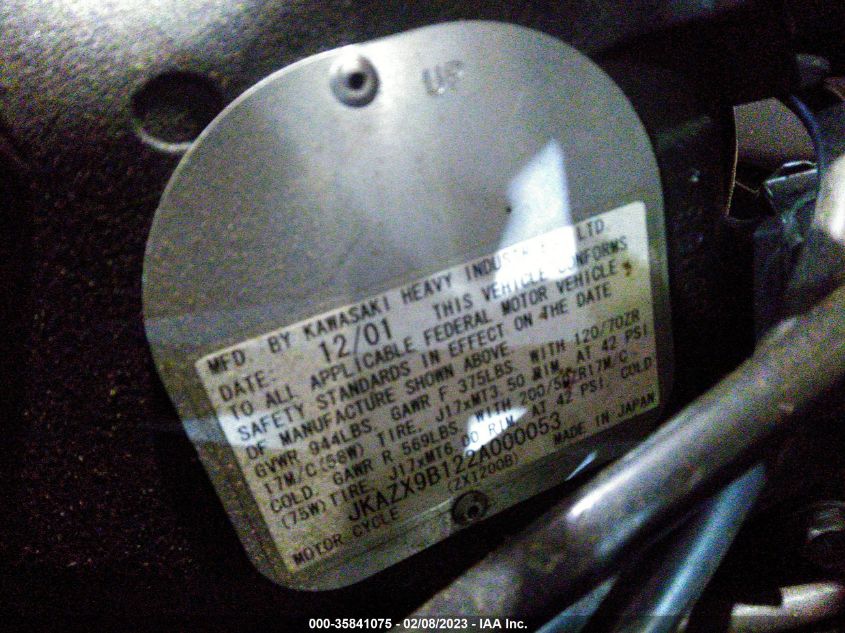 UP
MFD. BY KAWASAKI HEAVY INDUSTRIES LTD.
DATE: 12/01 THIS VEHICLE CONFORMS
TO ALL APPLICABLE FEDERAL MOTOR VEHICLE
SAFETY STANDARDS IN EFFECT ON THE DATE
OF MANUFACTURE SHOWN ABOVE.
GVWR 944LBS. GAWR F 375LBS. WITH 120/70ZR
17M/C(58W) TIRE, J17xMT3.50 RIM, AT 42 PSI
COLD. GAWR R 569LBS. WITH 200/50ZR17M/C
(75W)TIRE, J17xMT6.00 RIM, AT 42 PSI. COLD
JKAZX9B122A000053
MOTOR CYCLE (ZX1200B) MADE IN JAPAN
000-35841075 - 02/08/2023 - IAA Inc.